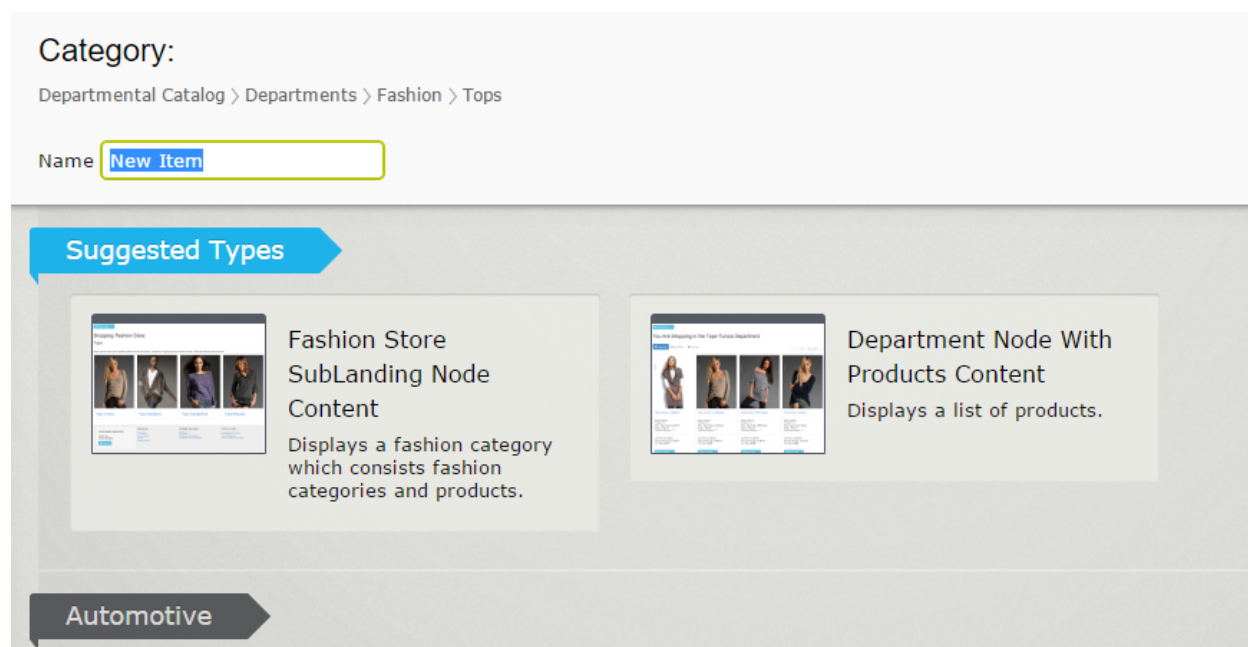 Category:
Departmental Catalog > Departments > Fashion > Tops
Name New Item
Suggested Types
Fashion Store
SubLanding Node
Content
Displays a fashion category
which consists fashion
categories and products.
Department Node With
Products Content
Displays a list of products.
Automotive